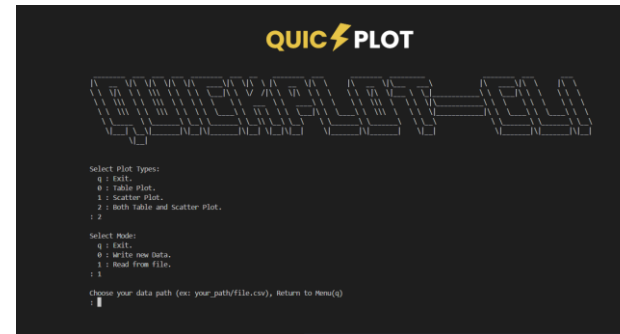 QUIC⚡PLOT
QUICKPLOT-CLI
Select Plot Types:
q : Exit.
0 : Table Plot.
1 : Scatter Plot.
2 : Both Table and Scatter Plot.
: 2
Select Mode:
q : Exit.
0 : Write new Data.
1 : Read from file.
: 1
Choose your data path (ex: your_path/file.csv), Return to Menu(q)
: